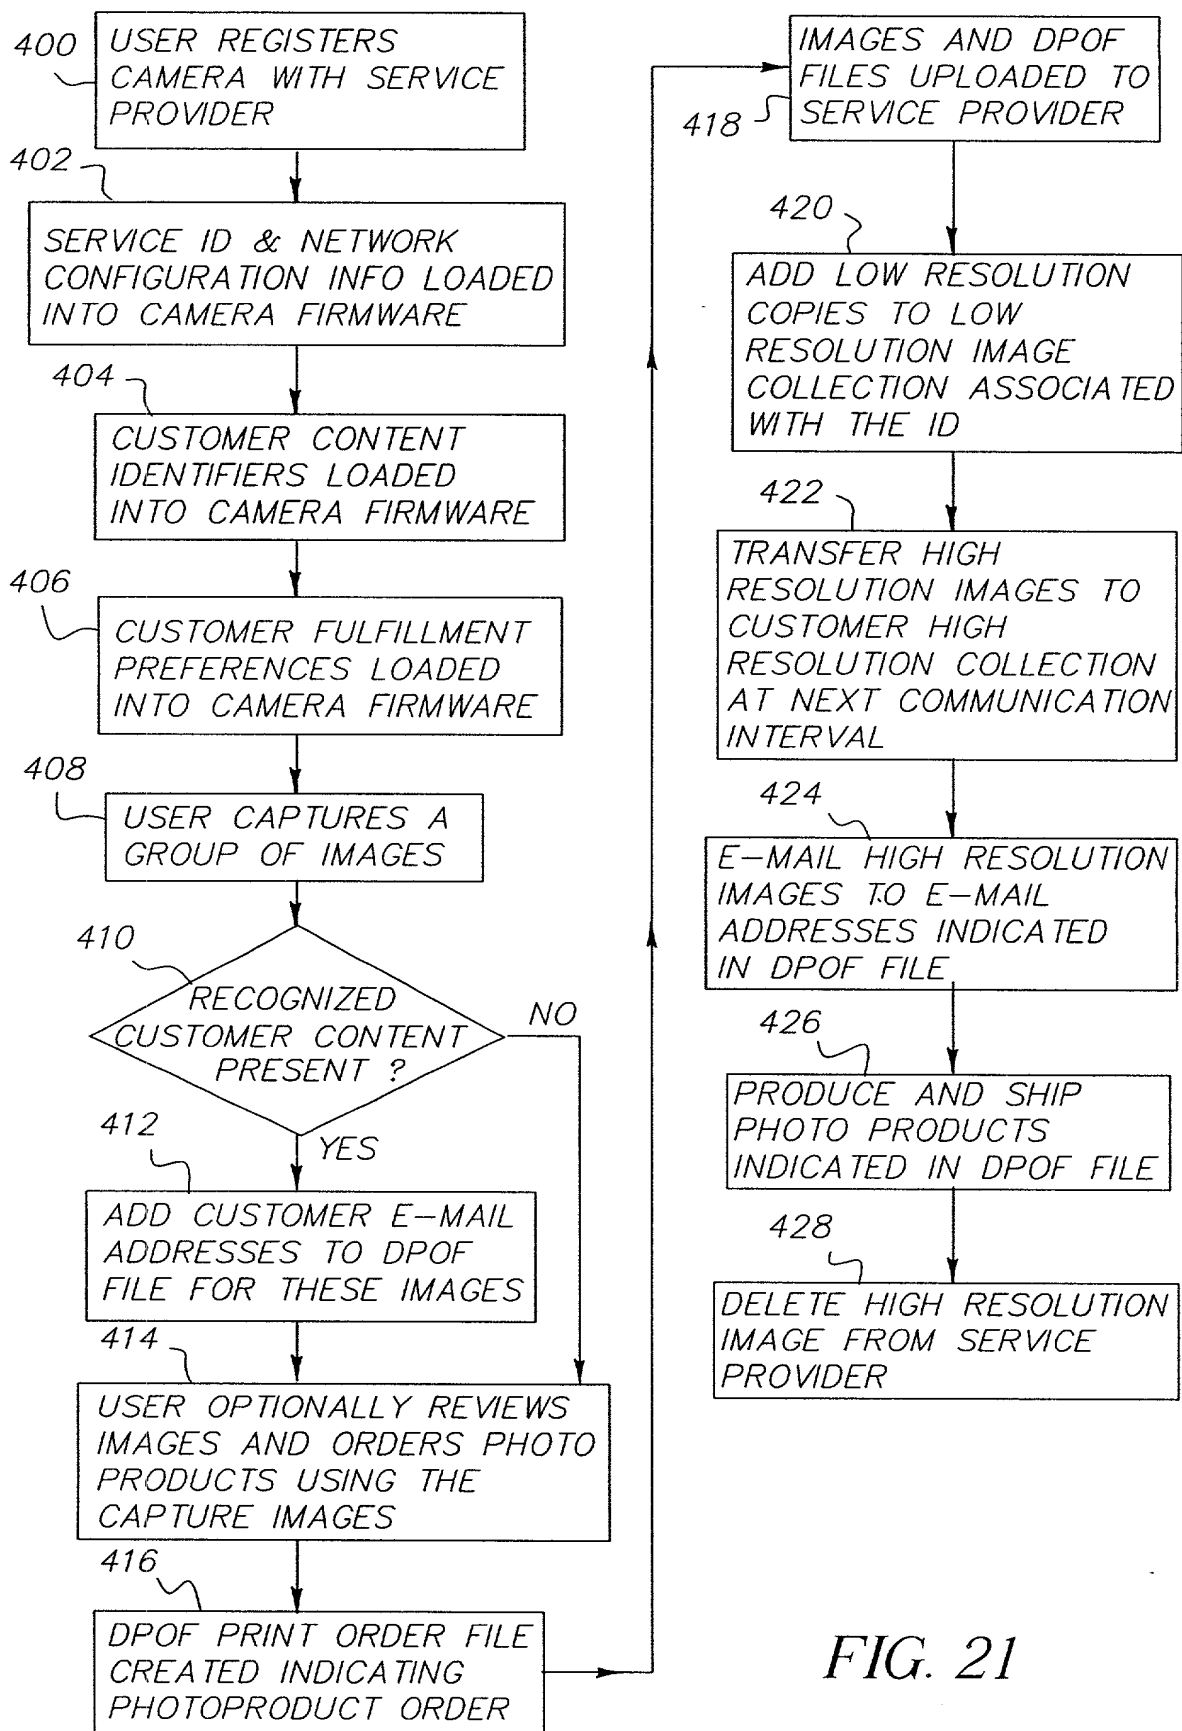 400
USER REGISTERS
CAMERA WITH SERVICE
PROVIDER
402
SERVICE ID & NETWORK
CONFIGURATION INFO LOADED
INTO CAMERA FIRMWARE
404
CUSTOMER CONTENT
IDENTIFIERS LOADED
INTO CAMERA FIRMWARE
406
CUSTOMER FULFILLMENT
PREFERENCES LOADED
INTO CAMERA FIRMWARE
408
USER CAPTURES A
GROUP OF IMAGES
410
RECOGNIZED
CUSTOMER CONTENT
PRESENT ?
NO
YES
412
ADD CUSTOMER E-MAIL
ADDRESSES TO DPOF
FILE FOR THESE IMAGES
414
USER OPTIONALLY REVIEWS
IMAGES AND ORDERS PHOTO
PRODUCTS USING THE
CAPTURE IMAGES
416
DPOF PRINT ORDER FILE
CREATED INDICATING
PHOTOPRODUCT ORDER
IMAGES AND DPOF
FILES UPLOADED TO
SERVICE PROVIDER
418
420
ADD LOW RESOLUTION
COPIES TO LOW
RESOLUTION IMAGE
COLLECTION ASSOCIATED
WITH THE ID
422
TRANSFER HIGH
RESOLUTION IMAGES TO
CUSTOMER HIGH
RESOLUTION COLLECTION
AT NEXT COMMUNICATION
INTERVAL
424
E-MAIL HIGH RESOLUTION
IMAGES TO E-MAIL
ADDRESSES INDICATED
IN DPOF FILE
426
PRODUCE AND SHIP
PHOTO PRODUCTS
INDICATED IN DPOF FILE
428
DELETE HIGH RESOLUTION
IMAGE FROM SERVICE
PROVIDER
FIG. 21